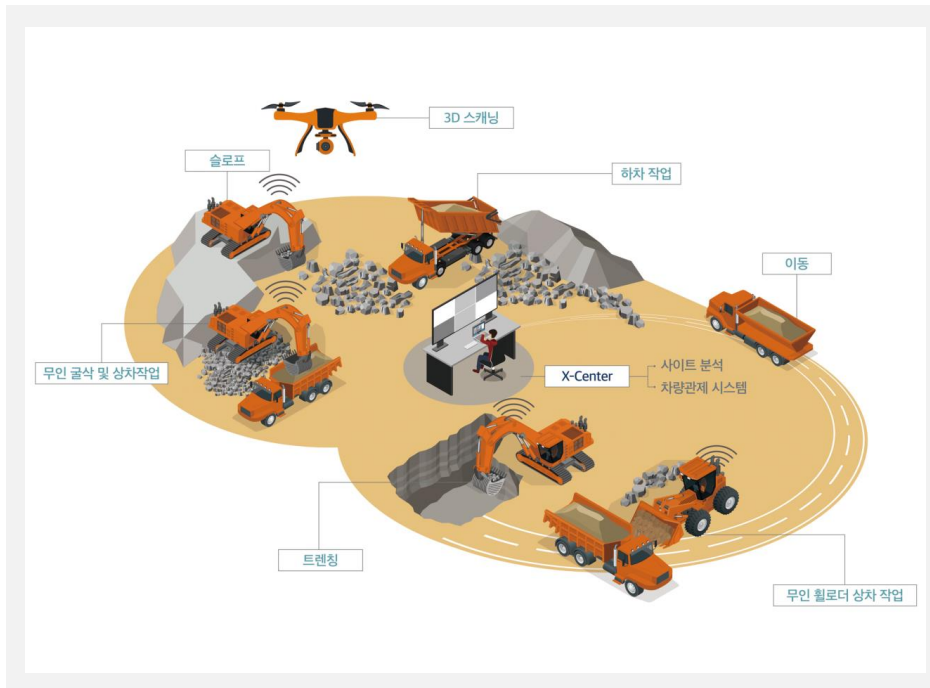 3D 스캐닝
슬로프
하차 작업
이동
무인 굴삭 및 상차작업
X-Center
사이트 분석
차량관제 시스템
트렌칭
무인 휠로더 상차 작업